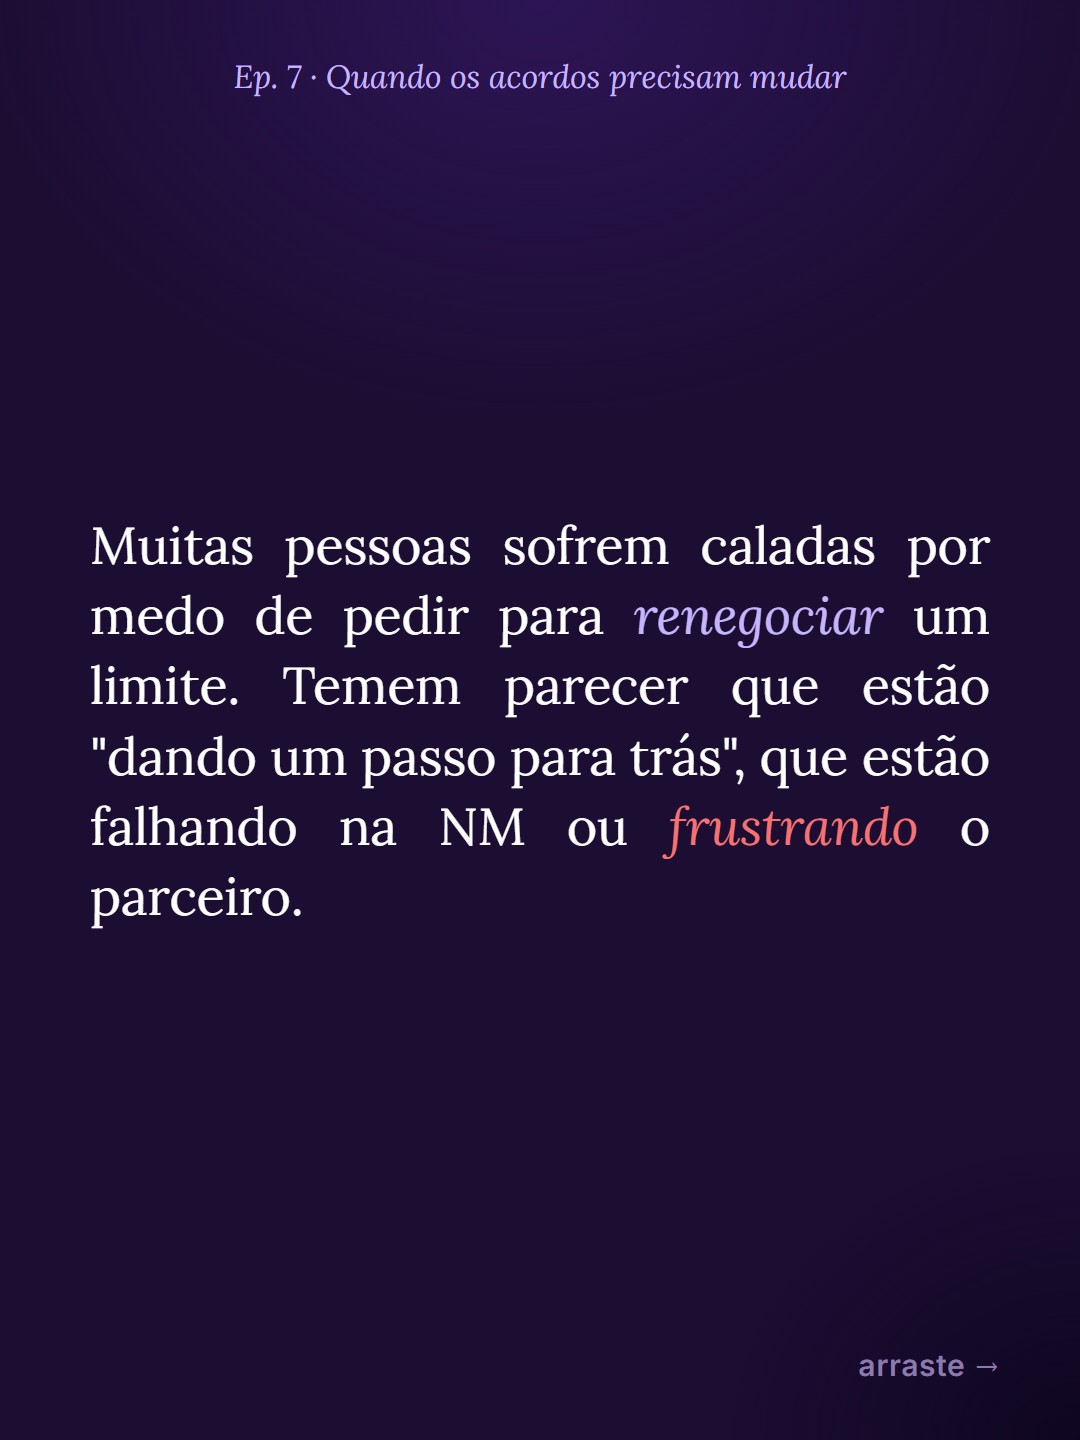 Ep. 7 · Quando os acordos precisam mudar
Muitas pessoas sofrem caladas por
medo de pedir para renegociar um
limite. Temem parecer que estão
"dando um passo para trás", que estão
falhando na NM ou frustrando o
parceiro.
arraste →